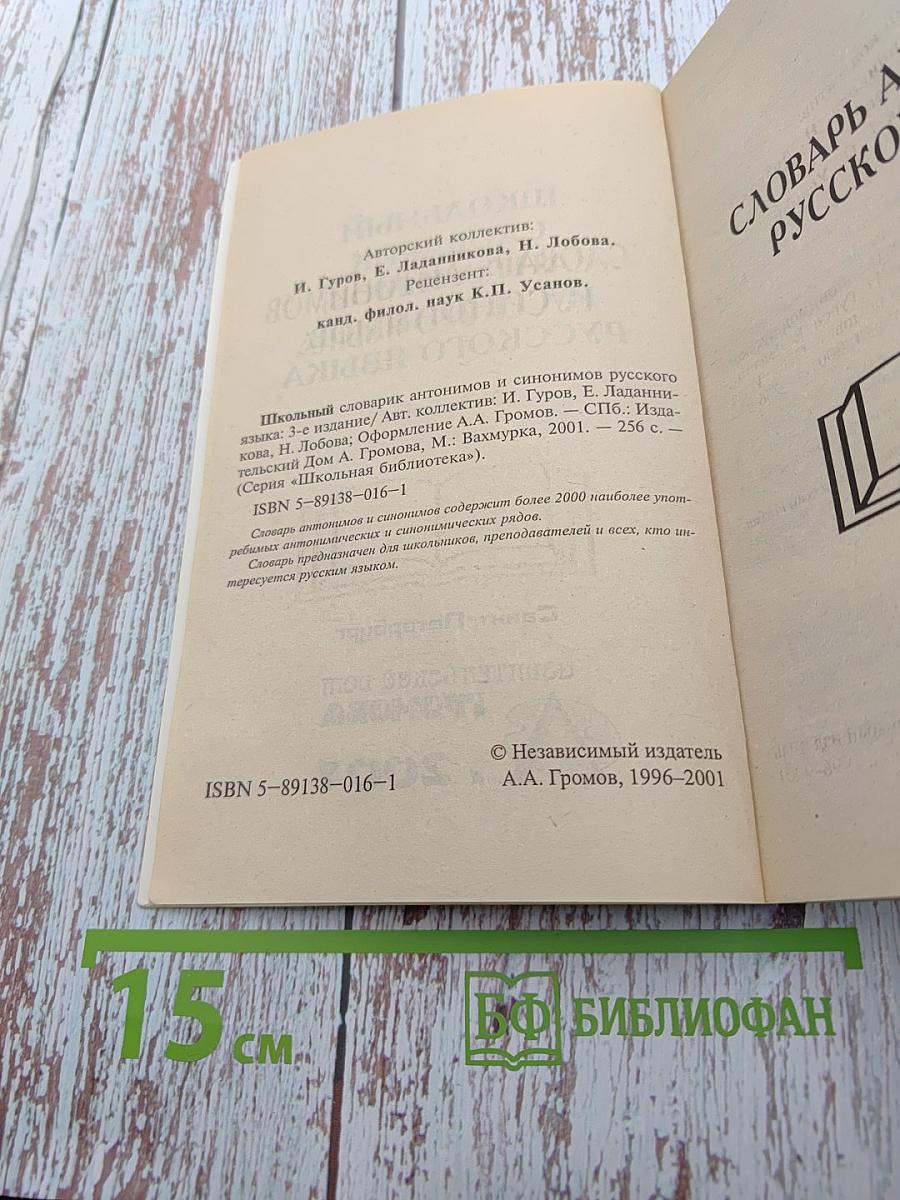 Авторский коллектив:
И. Гуров, Е. Ладанникова, Н. Лобова.
Рецензент:
канд. филол. наук К.П. Усанов.
Школьный словарик антонимов и синонимов русского
языка: 3-е издание/ Авт. коллектив: И. Гуров, Е. Ладанни-
кова, Н. Лобова; Оформление А.А. Громов. — СПб.: Изда-
тельский Дом А. Громова, М.: Вахмурка, 2001. — 256 с. —
(Серия «Школьная библиотека»).
ISBN 5–89138–016–1
Словарь антонимов и синонимов содержит более 2000 наиболее упот-
ребимых антонимических и синонимических рядов.
Словарь предназначен для школьников, преподавателей и всех, кто ин-
тересуется русским языком.
ISBN 5–89138–016–1
© Независимый издатель
А.А. Громов, 1996–2001
СЛОВАРЬ
15 см
БФ БИБЛИОФАН